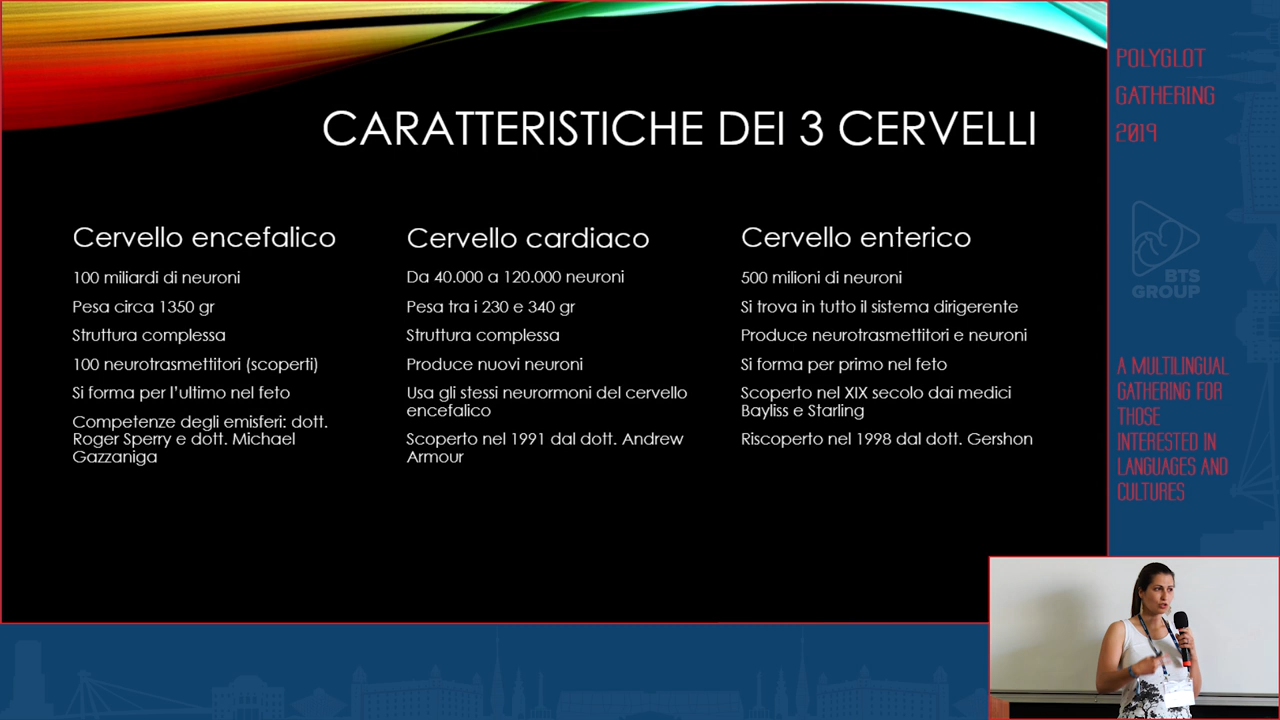 CARATTERISTICHE DEI 3 CERVELLI
Cervello encefalico
100 miliardi di neuroni
Pesa circa 1350 gr
Struttura complessa
100 neurotrasmettitori (scoperti)
Si forma per l'ultimo nel feto
Competenze degli emisferi: dott.
Roger Sperry e dott. Michael
Gazzaniga
Cervello cardiaco
Da 40.000 a 120.000 neuroni
Pesa tra i 230 e 340 gr
Struttura complessa
Produce nuovi neuroni
Usa gli stessi neurormoni del cervello
encefalico
Scoperto nel 1991 dal dott. Andrew
Armour
Cervello enterico
500 milioni di neuroni
Si trova in tutto il sistema dirigerente
Produce neurotrasmettitori e neuroni
Si forma per primo nel feto
Scoperto nel XIX secolo dai medici
Bayliss e Starling
Riscoperto nel 1998 dal dott. Gershon
POLYGLOT
GATHERING
2019
BTS
GROUP
A MULTILINGUAL
GATHERING FOR
THOSE
INTERESTED IN
LANGUAGES AND
CULTURES